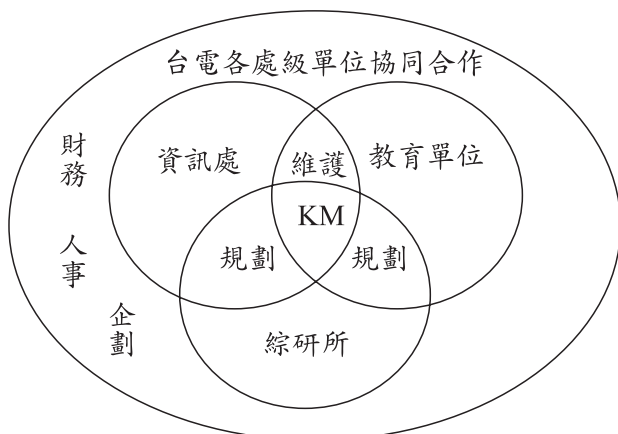 台電各處級單位協同合作
財務
人事
企劃
資訊處
維護
教育單位
KM
規劃
規劃
綜研所